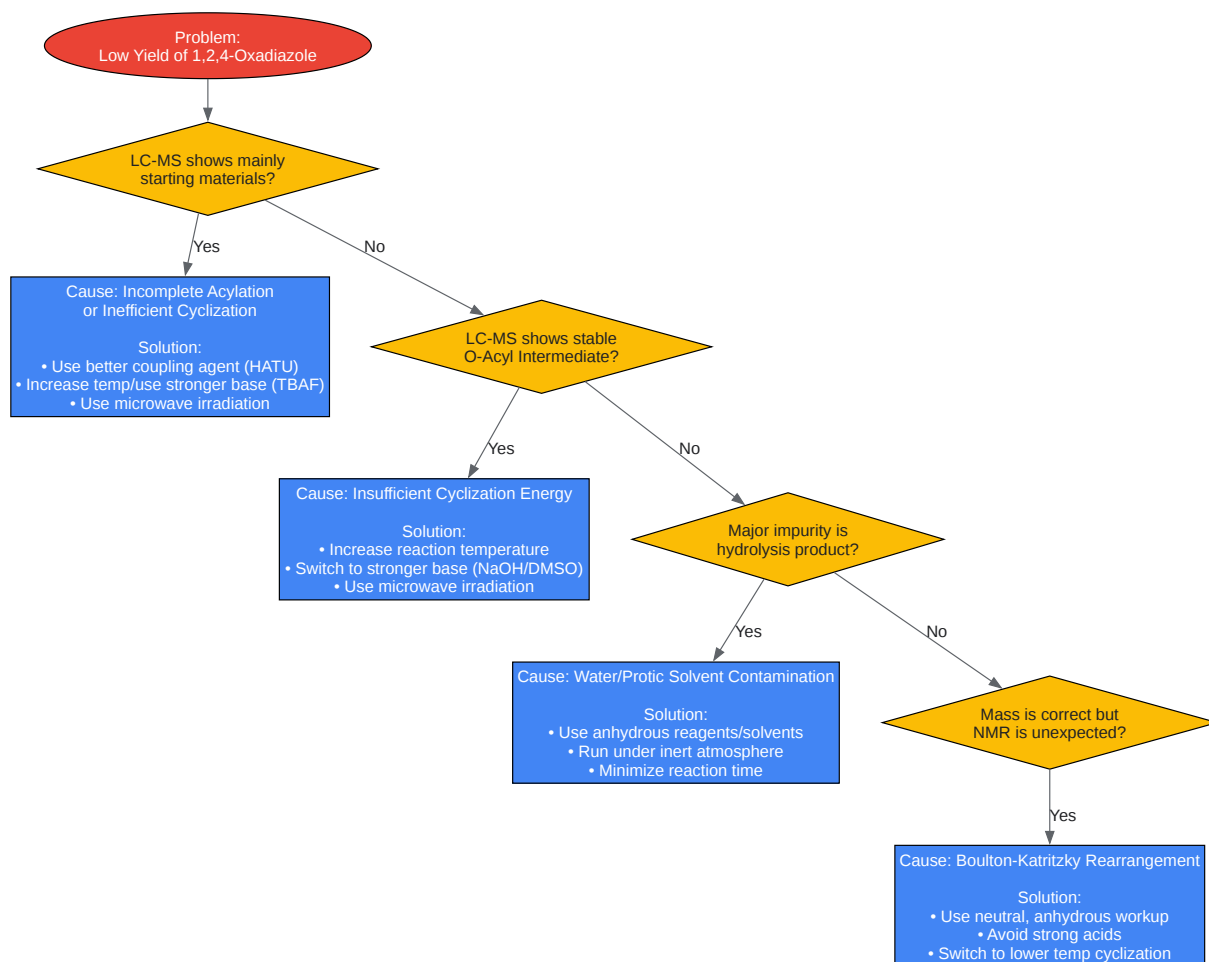 Problem:
Low Yield of 1,2,4-Oxadiazole
LC-MS shows mainly
starting materials?
Yes
No
Cause: Incomplete Acylation
or Inefficient Cyclization
Solution:
• Use better coupling agent (HATU)
• Increase temp/use stronger base (TBAF)
• Use microwave irradiation
LC-MS shows stable
O-Acyl Intermediate?
Yes
No
Cause: Insufficient Cyclization Energy
Solution:
• Increase reaction temperature
• Switch to stronger base (NaOH/DMSO)
• Use microwave irradiation
Major impurity is
hydrolysis product?
Yes
No
Cause: Water/Protic Solvent Contamination
Solution:
• Use anhydrous reagents/solvents
• Run under inert atmosphere
• Minimize reaction time
Mass is correct but
NMR is unexpected?
Yes
Cause: Boulton-Katritzky Rearrangement
Solution:
• Use neutral, anhydrous workup
• Avoid strong acids
• Switch to lower temp cyclization